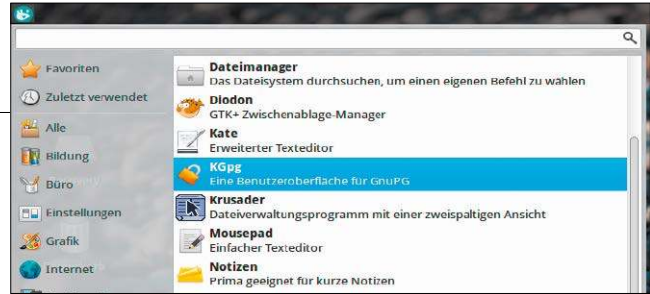 Favoriten
Zuletzt verwendet
Alle
Bildung
Büro
Einstellungen
Grafik
Internet
Dateimanager
Das Dateisystem durchsuchen, um einen eigenen Befehl zu wählen
Diodon
GTK+ Zwischenablage-Manager
Kate
Erweiterter Texteditor
KGpg
Eine Benutzeroberfläche für GnuPG
Krusader
Dateiverwaltungsprogramm mit einer zweispaltigen Ansicht
Mousepad
Einfacher Texteditor
Notizen
Prima geeignet für kurze Notizen